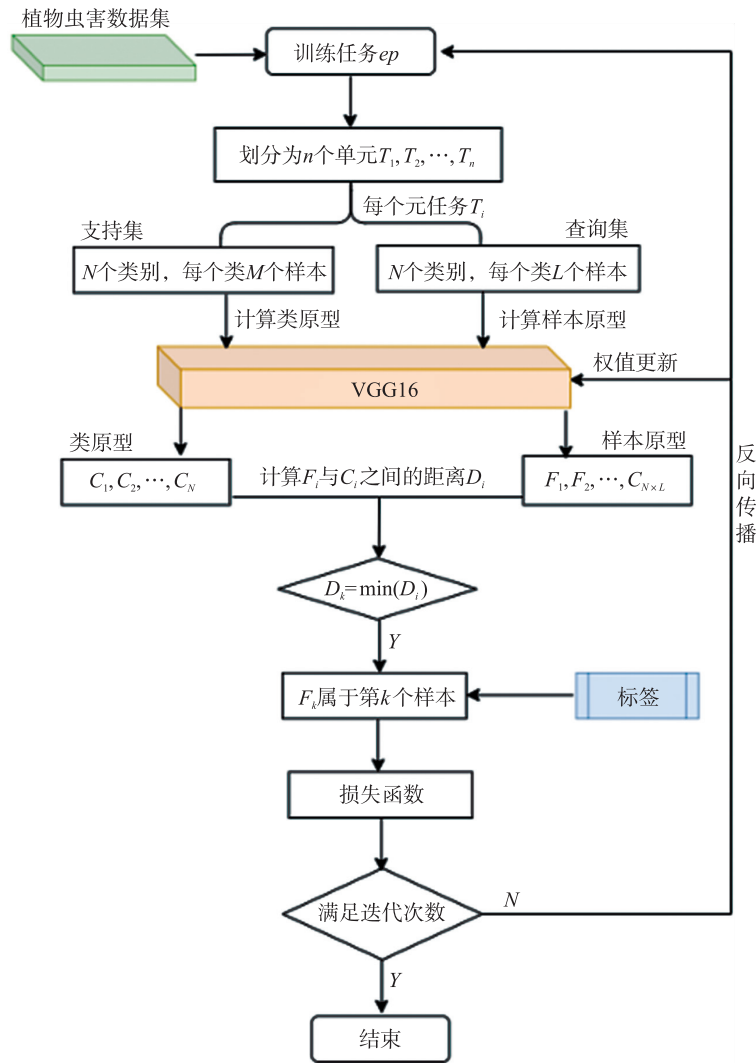 植物虫害数据集
训练任务ep
划分为n个单元T₁,T₂,⋯,Tₙ
每个元任务Tᵢ
支持集
查询集
N个类别，每个类M个样本
N个类别，每个类L个样本
计算类原型
计算样本原型
权值更新
VGG16
类原型
样本原型
反向传播
C₁,C₂,⋯,C_N
计算Fᵢ与Cᵢ之间的距离Dᵢ
F₁,F₂,⋯,C_{N×L}
Dₖ=min(Dᵢ)
Y
Fₖ属于第k个样本
标签
损失函数
满足迭代次数
N
Y
结束